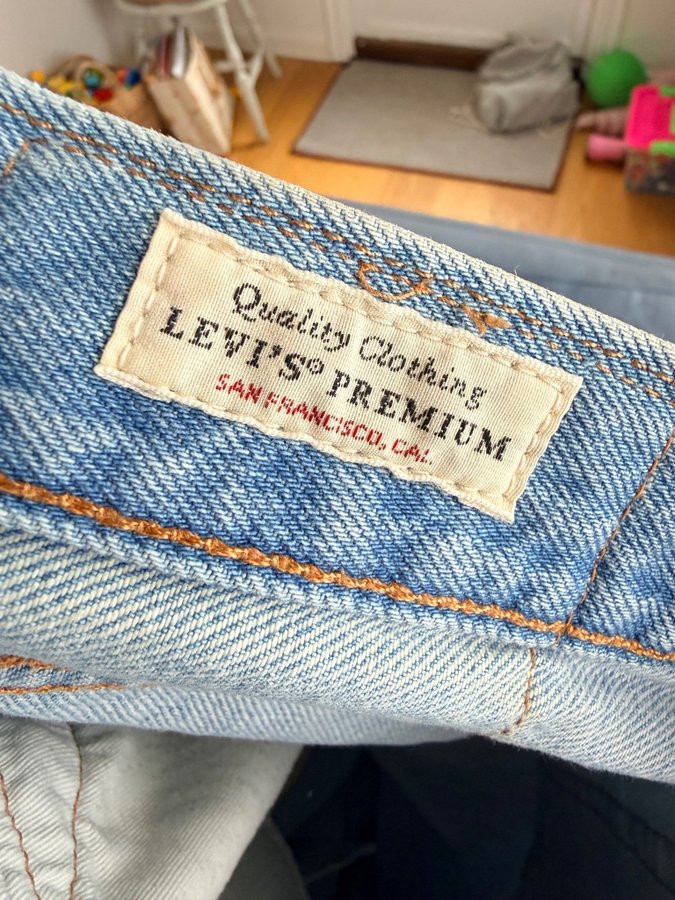 Quality Clothing
LEVI'S® PREMIUM
SAN FRANCISCO, CAL.